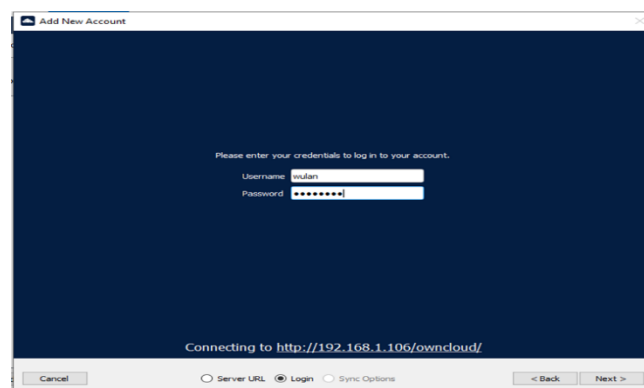 Add New Account
Please enter your credentials to log in to your account.
Username wulan
Password ●●●●●●●●
Connecting to http://192.168.1.106/owncloud/
Cancel Server URL Login Sync Options < Back Next >